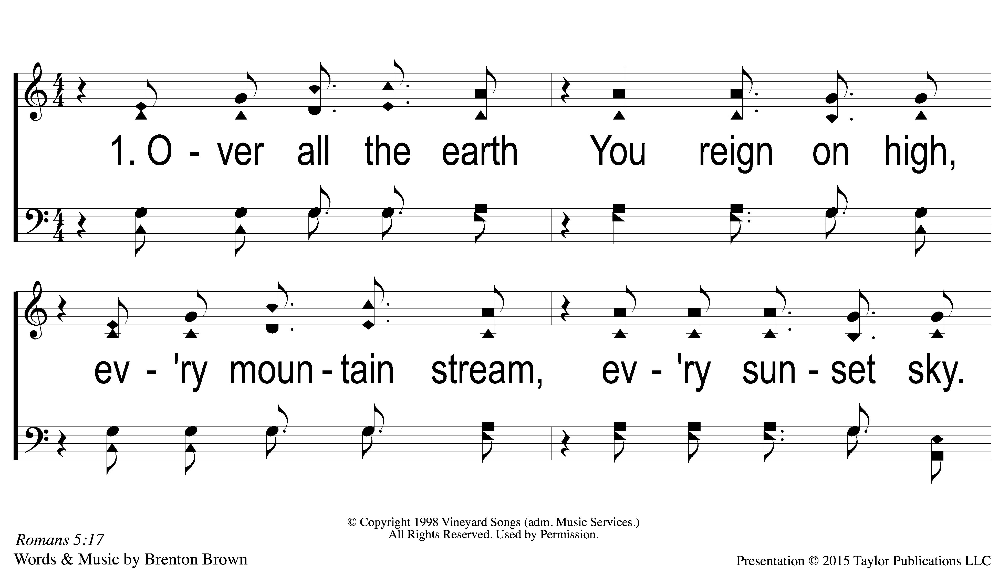 1. O - ver all the earth You reign on high,
ev - 'ry moun - tain stream, ev - 'ry sun - set sky.
© Copyright 1998 Vineyard Songs (adm. Music Services.)
All Rights Reserved. Used by Permission.
Romans 5:17
Words & Music by Brenton Brown
Presentation © 2015 Taylor Publications LLC